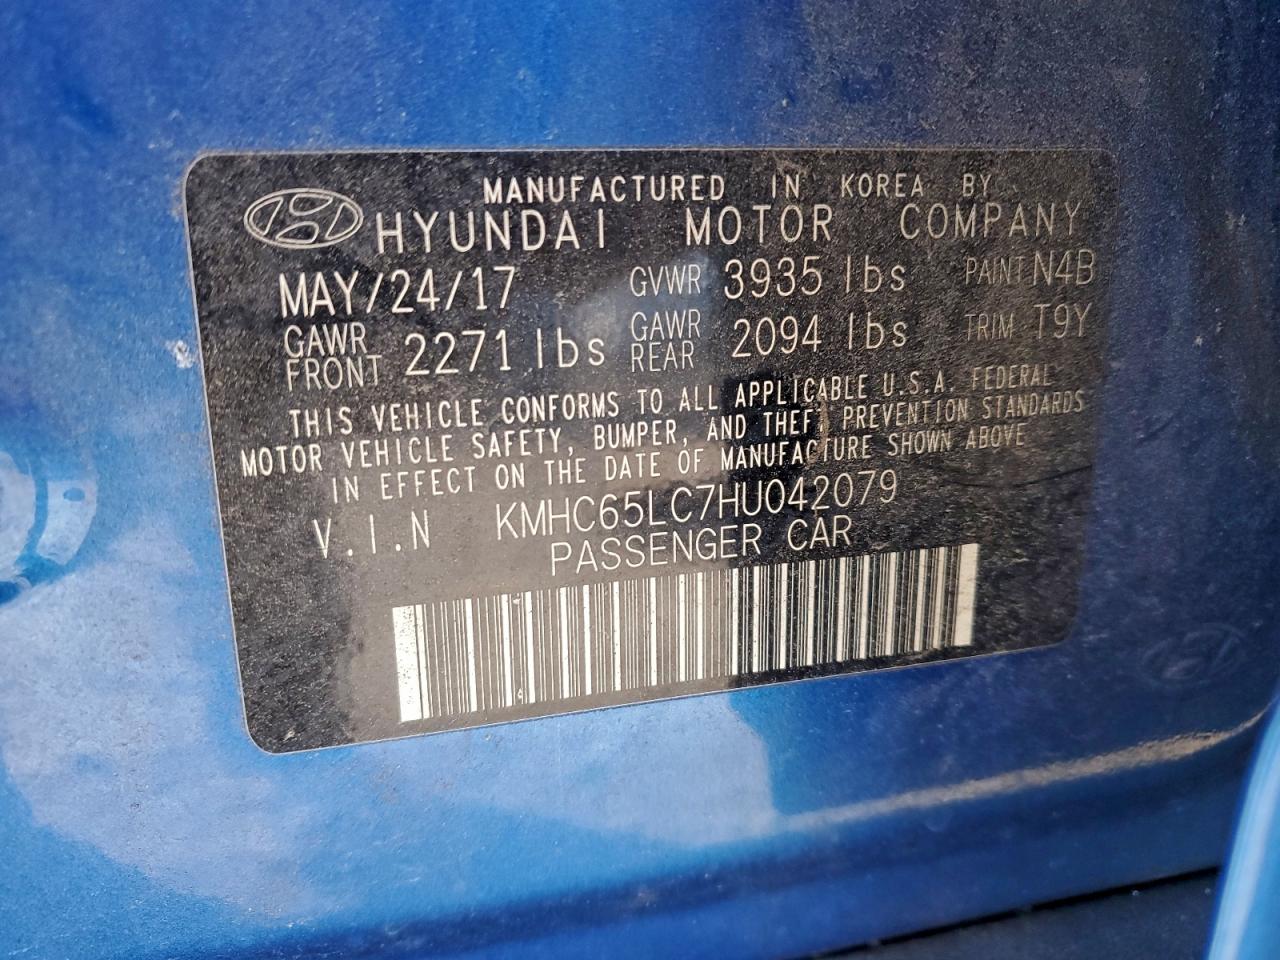 MANUFACTURED IN KOREA BY
HYUNDAI MOTOR COMPANY
MAY/24/17 GVWR 3935 lbs PAINT N4B
GAWR FRONT 2271 lbs GAWR REAR 2094 lbs TRIM T9Y
THIS VEHICLE CONFORMS TO ALL APPLICABLE U.S.A. FEDERAL
MOTOR VEHICLE SAFETY, BUMPER, AND THEFT PREVENTION STANDARDS
IN EFFECT ON THE DATE OF MANUFACTURE SHOWN ABOVE
V.I.N KMHC65LC7HU042079
PASSENGER CAR